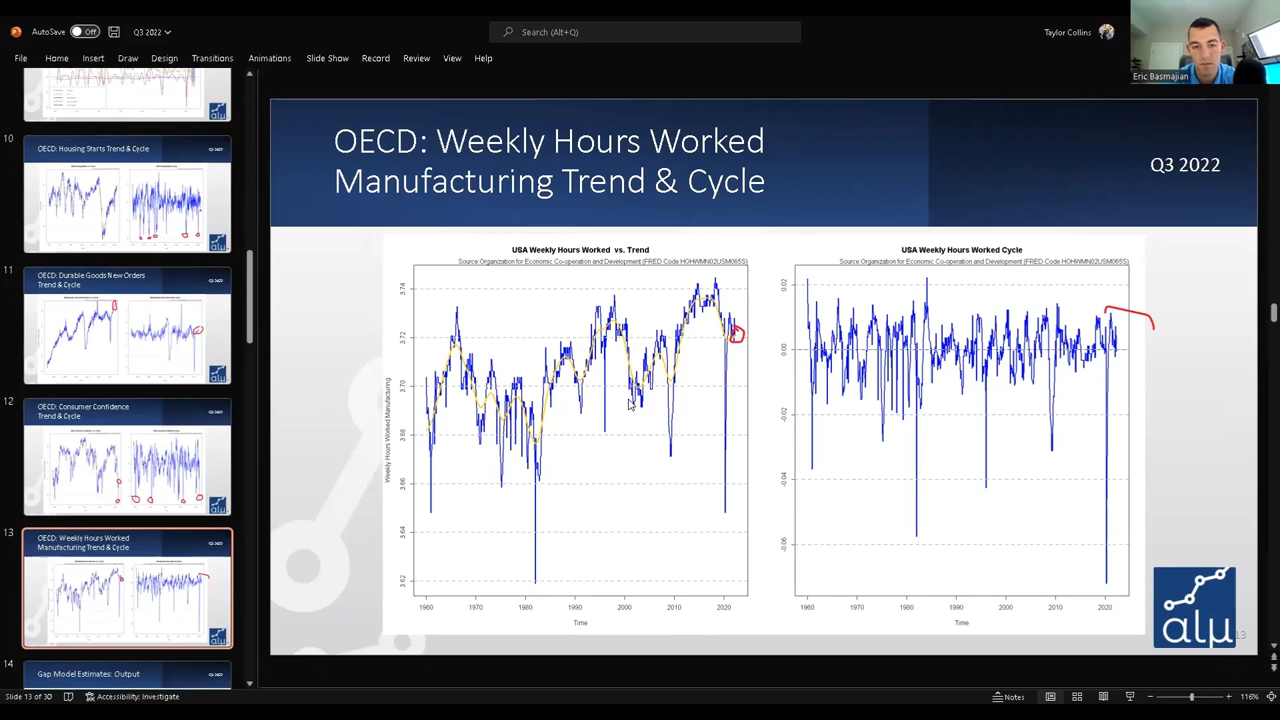 AutoSave
Off
Q3 2022
Search (Alt+Q)
Taylor Collins
Eric Basmajian
File Home Insert Draw Design Transitions Animations Slide Show Record Review View Help
10
OECD: Housing Starts Trend & Cycle
11
OECD: Durable Goods New Orders
Trend & Cycle
12
OECD: Consumer Confidence
Trend & Cycle
13
OECD: Weekly Hours Worked
Manufacturing Trend & Cycle
14
Gap Model Estimates: Output
OECD: Weekly Hours Worked
Manufacturing Trend & Cycle
Q3 2022
USA Weekly Hours Worked vs. Trend
Source Organization for Economic Co-operation and Development (FRED Code HOHWMN02USM065S)
Weekly Hours Worked Manufacturing
3.74
3.72
3.70
3.68
3.66
3.64
3.62
1960 1970 1980 1990 2000 2010 2020
Time
USA Weekly Hours Worked Cycle
Source Organization for Economic Co-operation and Development (FRED Code HOHWMN02USM065S)
0.02
0.00
-0.02
-0.04
-0.06
1960 1970 1980 1990 2000 2010 2020
Time
alμ
13
Slide 13 of 30
Accessibility: Investigate
Notes
116%